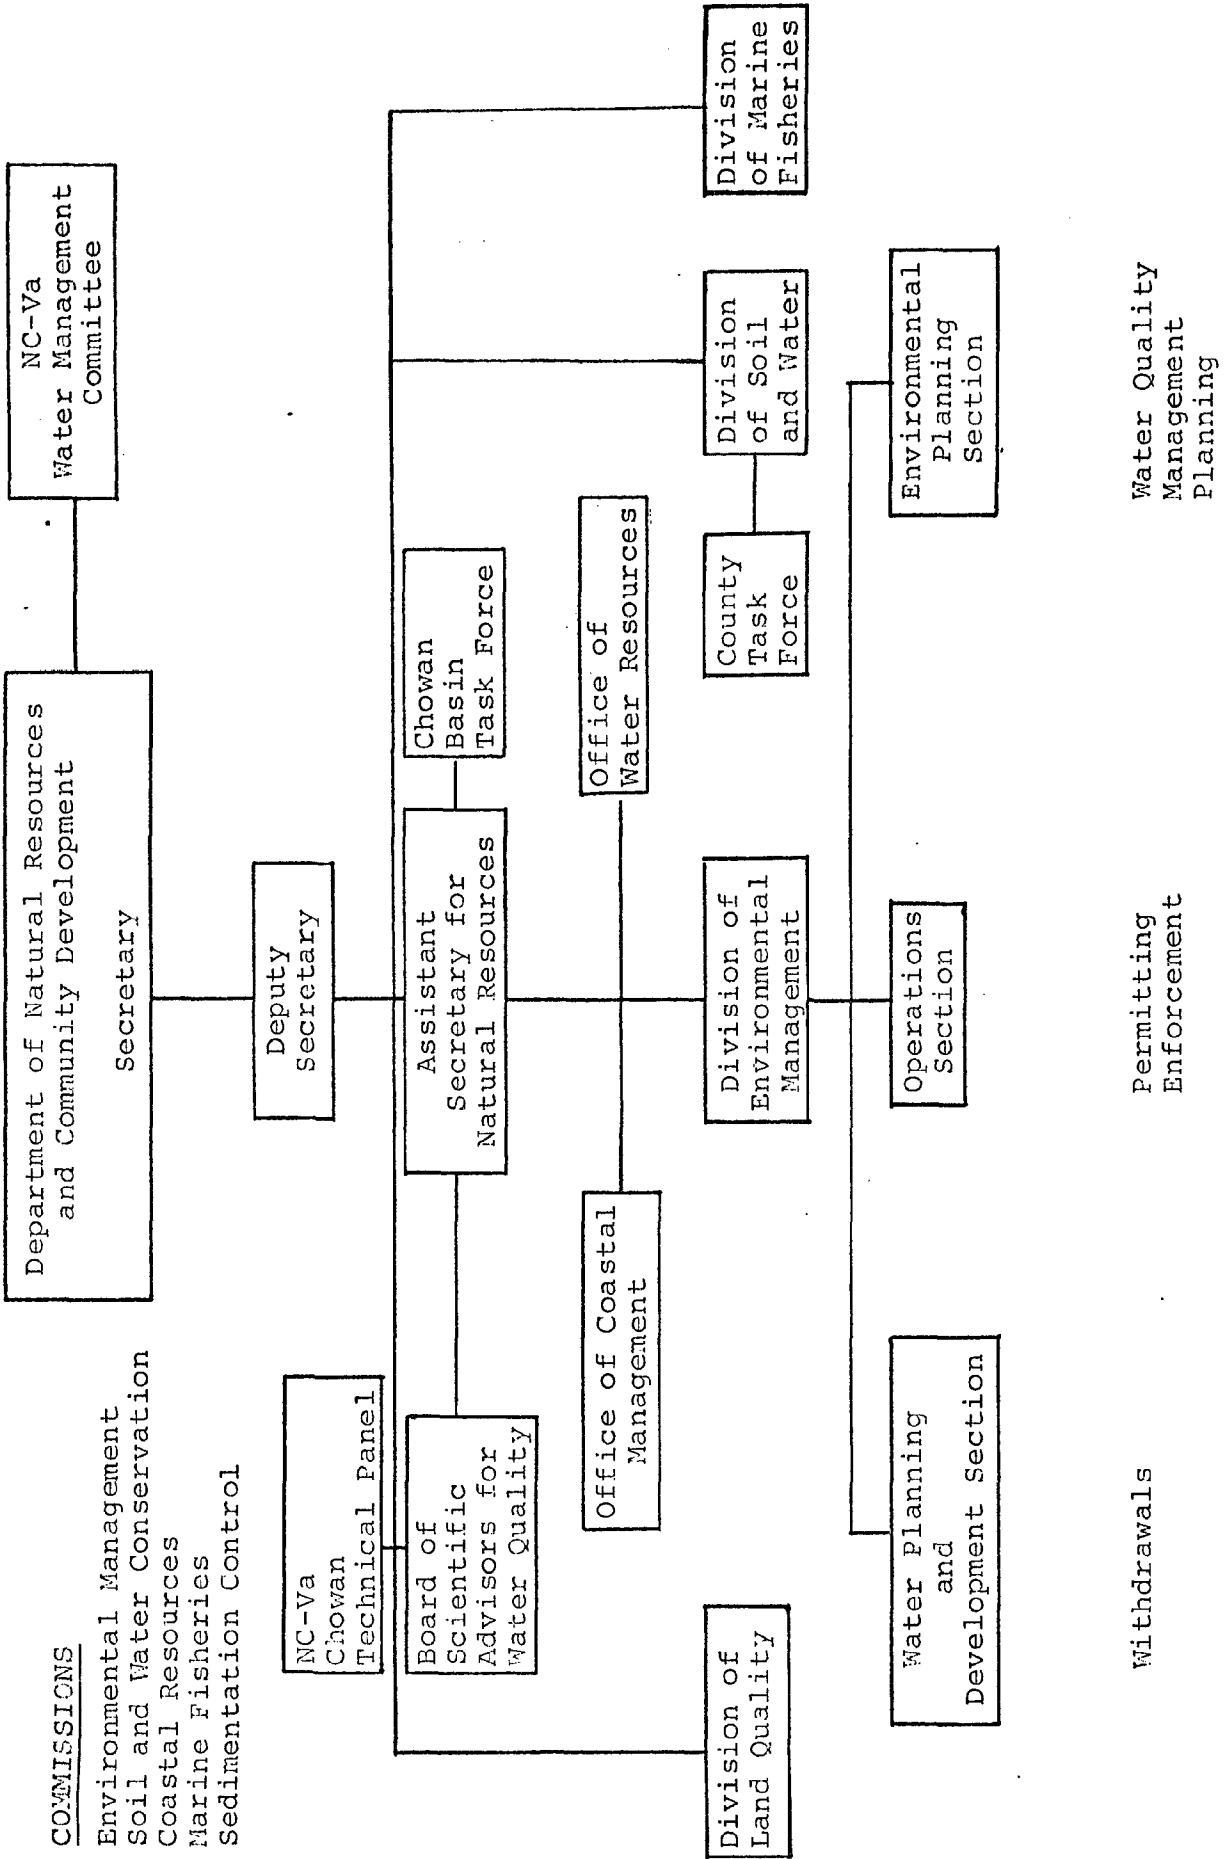 COMMISSIONS
Environmental Management
Soil and Water Conservation
Coastal Resources
Marine Fisheries
Sedimentation Control
Department of Natural Resources
and Community Development
Secretary
NC-Va
Water Management
Committee
Deputy
Secretary
NC-Va
Chowan
Technical Panel
Board of
Scientific
Advisors for
Water Quality
Assistant
Secretary for
Natural Resources
Chowan
Basin
Task Force
Office of Coastal
Management
Office of
Water Resources
Division of
Land Quality
Division of
Environmental
Management
County
Task
Force
Division
of Soil
and Water
Division
of Marine
Fisheries
Water Planning
and
Development Section
Operations
Section
Environmental
Planning
Section
Withdrawals
Permitting
Enforcement
Water Quality
Management
Planning